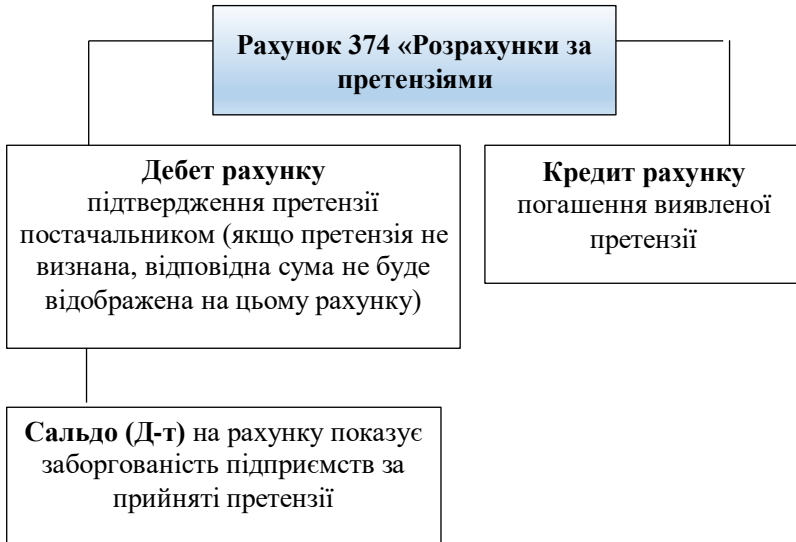 Рахунок 374 «Розрахунки за
претензіями
Дебет рахунку
підтвердження претензії
постачальником (якщо претензія не
визнана, відповідна сума не буде
відображена на цьому рахунку)
Кредит рахунку
погашення виявленої
претензії
Сальдо (Д-т) на рахунку показує
заборгованість підприємств за
прийняті претензії